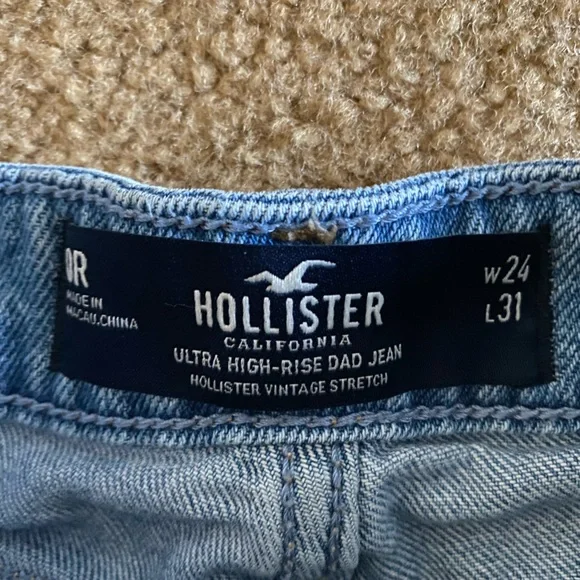 0R
MADE IN
MACAU, CHINA
HOLLISTER
CALIFORNIA
ULTRA HIGH-RISE DAD JEAN
HOLLISTER VINTAGE STRETCH
W24
L31